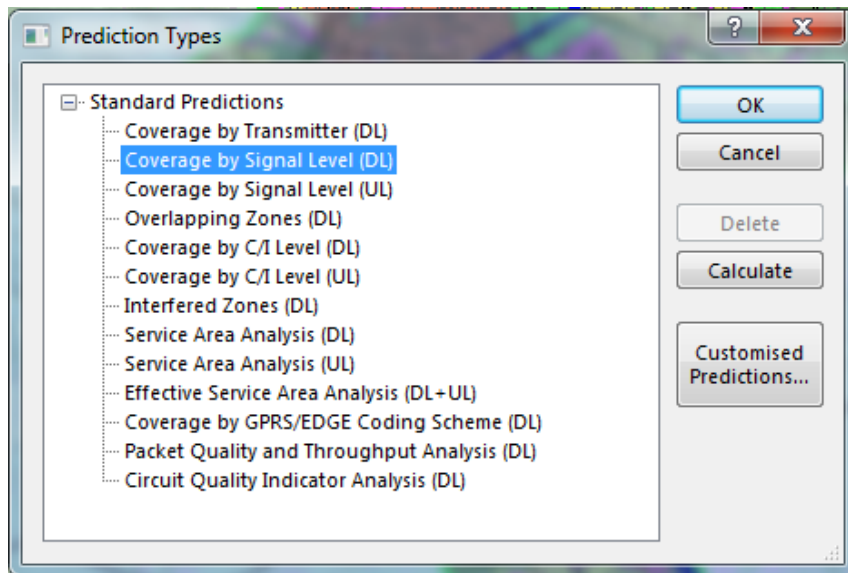 Prediction Types
?
X
Standard Predictions
Coverage by Transmitter (DL)
Coverage by Signal Level (DL)
Coverage by Signal Level (UL)
Overlapping Zones (DL)
Coverage by C/I Level (DL)
Coverage by C/I Level (UL)
Interfered Zones (DL)
Service Area Analysis (DL)
Service Area Analysis (UL)
Effective Service Area Analysis (DL+UL)
Coverage by GPRS/EDGE Coding Scheme (DL)
Packet Quality and Throughput Analysis (DL)
Circuit Quality Indicator Analysis (DL)
OK
Cancel
Delete
Calculate
Customised
Predictions...